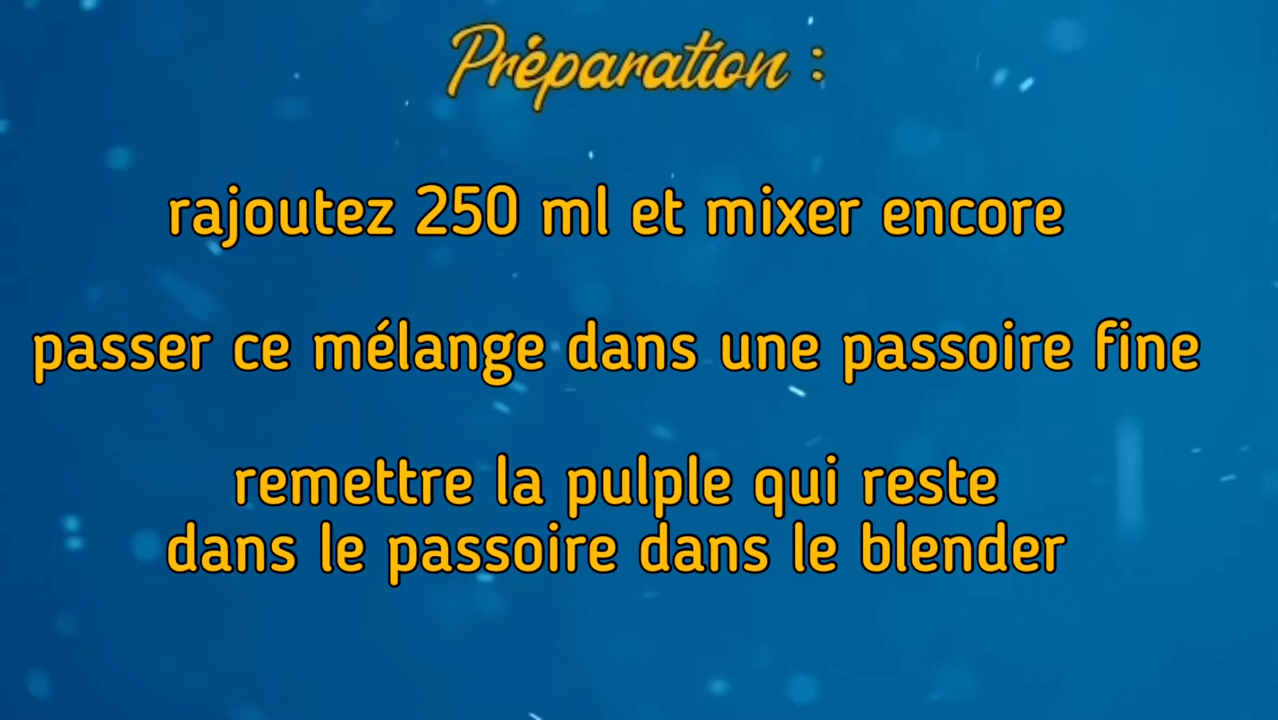 Préparation :
rajoutez 250 ml et mixer encore
passer ce mélange dans une passoire fine
remettre la pulple qui reste
dans le passoire dans le blender